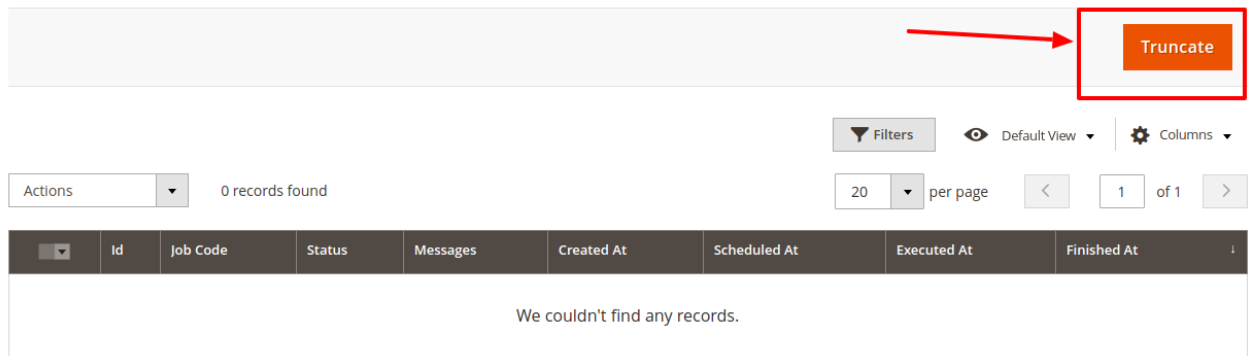 Truncate
Filters Default View Columns
Actions 0 records found 20 per page 1 of 1
Id Job Code Status Messages Created At Scheduled At Executed At Finished At
We couldn't find any records.